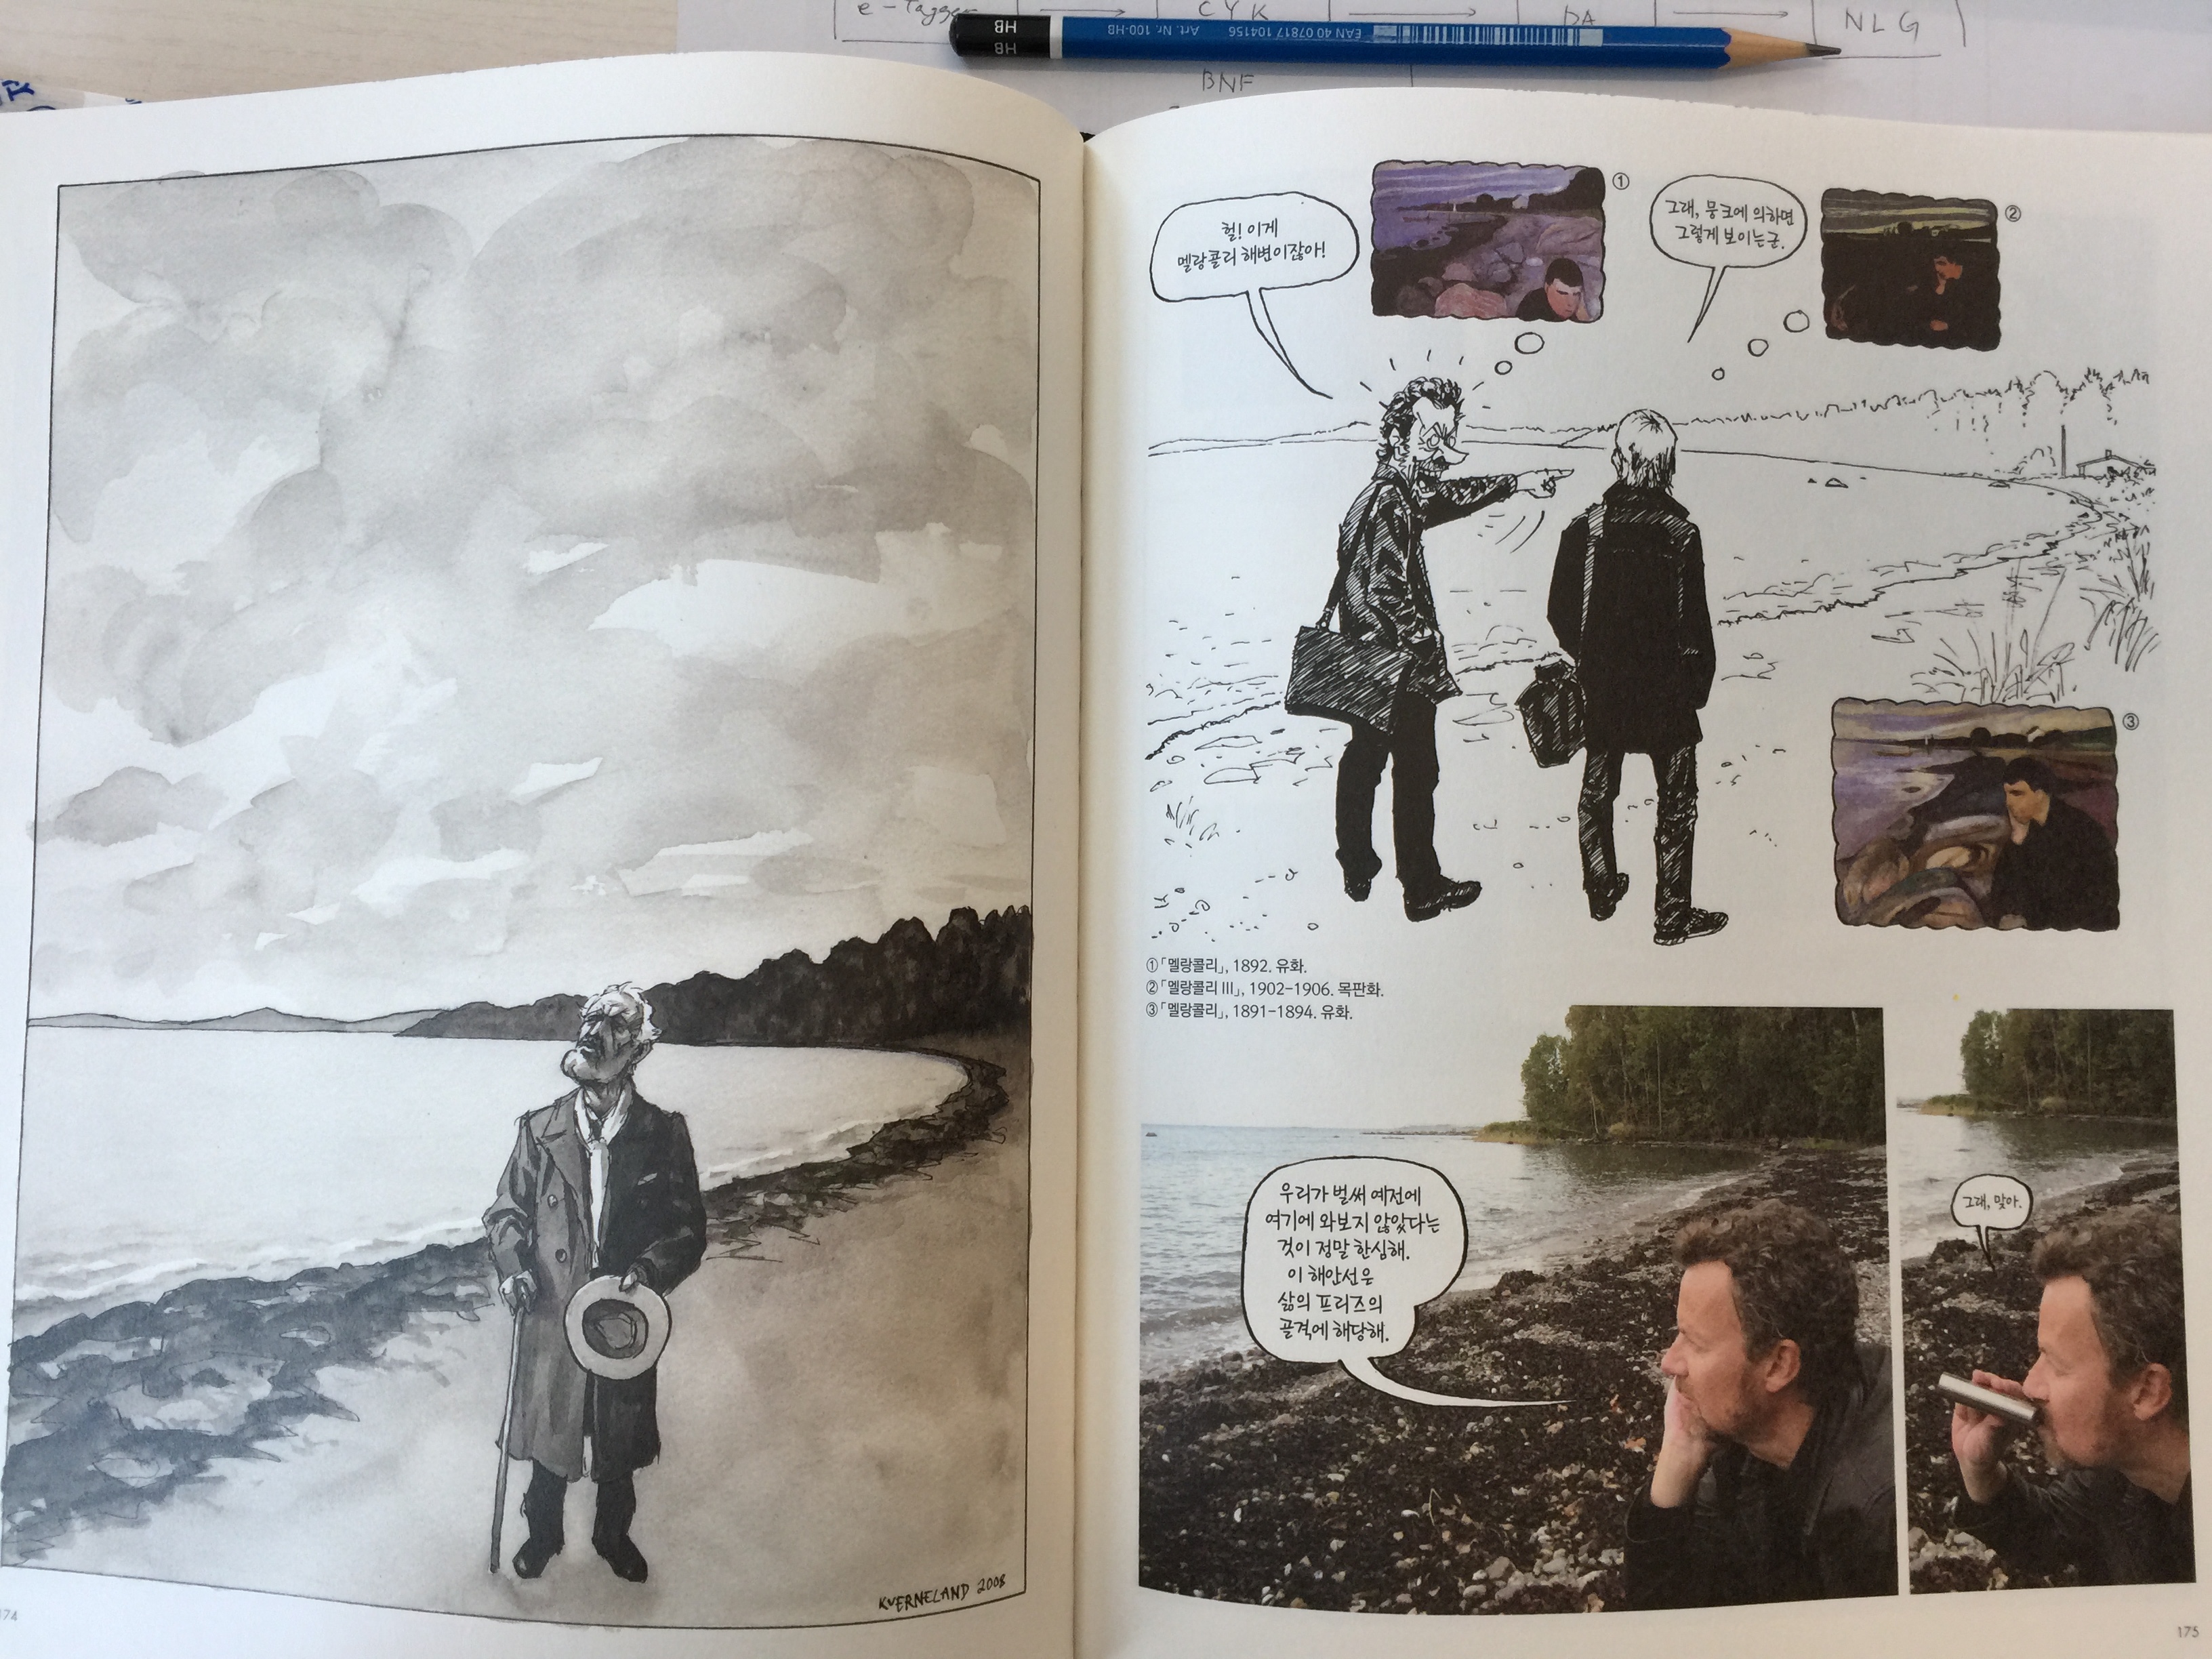 e-Tagger
CYK
DA
NLG
BNF
HB
HB
Art. Nr. 100-HB
EAN 40 07817 104156
KVERNELAND 2008
174
헐! 이게
멜랑콜리 해변이잖아!
①
그래, 뭉크에 의하면
그렇게 보이는군.
②
③
①「멜랑콜리」, 1892. 유화.
②「멜랑콜리 III」, 1902-1906. 목판화.
③「멜랑콜리」, 1891-1894. 유화.
우리가 벌써 예전에
여기에 와보지 않았다는
것이 정말 한심해.
이 해안선은
삶의 프리즈의
골격에 해당해.
그래, 맞아.
175